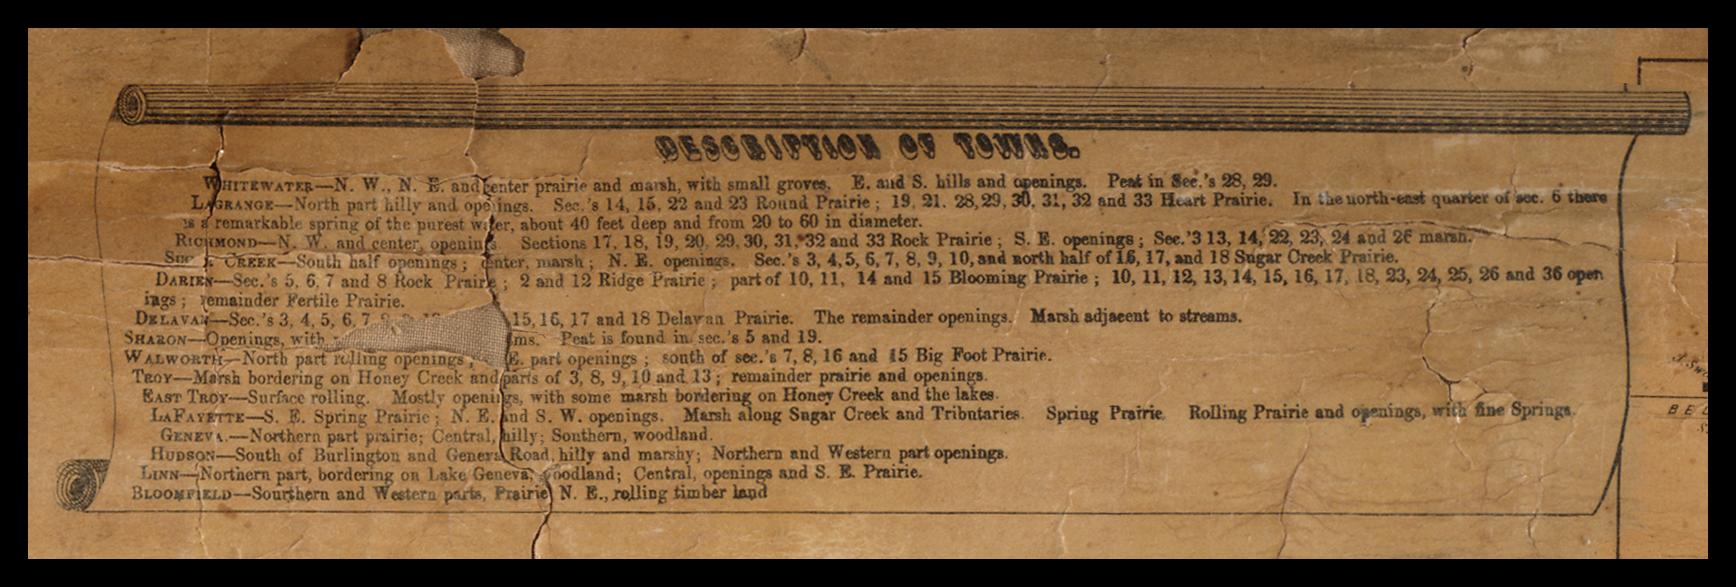 DESCRIPTION OF TOWNS.
WHITEWATER—N. W., N. E. and center prairie and marsh, with small groves. E. and S. hills and openings. Peat in Sec.'s 28, 29.
LAGRANGE—North part hilly and openings. Sec.'s 14, 15, 22 and 23 Round Prairie; 19, 21. 28, 29, 30, 31, 32 and 33 Heart Prairie. In the north-east quarter of sec. 6 there
is a remarkable spring of the purest water, about 40 feet deep and from 20 to 60 in diameter.
RICHMOND—N. W. and center, openings. Sections 17, 18, 19, 20, 29, 30, 31, 32 and 33 Rock Prairie; S. E. openings; Sec.'3 13, 14, 22, 23, 24 and 26 marsh.
CREEK—South half openings; center, marsh; N. E. openings. Sec.'s 3, 4, 5, 6, 7, 8, 9, 10, and north half of 16, 17, and 18 Sugar Creek Prairie.
DARIEN—Sec.'s 5, 6, 7 and 8 Rock Prairie; 2 and 12 Ridge Prairie; part of 10, 11, 14 and 15 Blooming Prairie; 10, 11, 12, 13, 14, 15, 16, 17, 18, 23, 24, 25, 26 and 36 open
ings; remainder Fertile Prairie.
DELAVAN—Sec.'s 3, 4, 5, 6, 7 15, 16, 17 and 18 Delavan Prairie. The remainder openings. Marsh adjacent to streams.
SHARON—Openings, with Peat is found in sec.'s 5 and 19.
WALWORTH—North part rolling openings E. part openings; south of sec.'s 7, 8, 16 and 15 Big Foot Prairie.
TROY—Marsh bordering on Honey Creek and parts of 3, 8, 9, 10 and 13; remainder prairie and openings.
EAST TROY—Surface rolling. Mostly openings, with some marsh bordering on Honey Creek and the lakes.
LAFAYETTE—S. E. Spring Prairie; N. E. and S. W. openings. Marsh along Sugar Creek and Tributaries. Spring Prairie Rolling Prairie and openings, with fine Springs.
GENEVA.—Northern part prairie; Central, hilly; Southern, woodland.
HUDSON—South of Burlington and Geneva Road, hilly and marshy; Northern and Western part openings.
LINN—Northern part, bordering on Lake Geneva, woodland; Central, openings and S. E. Prairie.
BLOOMFIELD—Sourthern and Western parts, Prairie N. E., rolling timber land